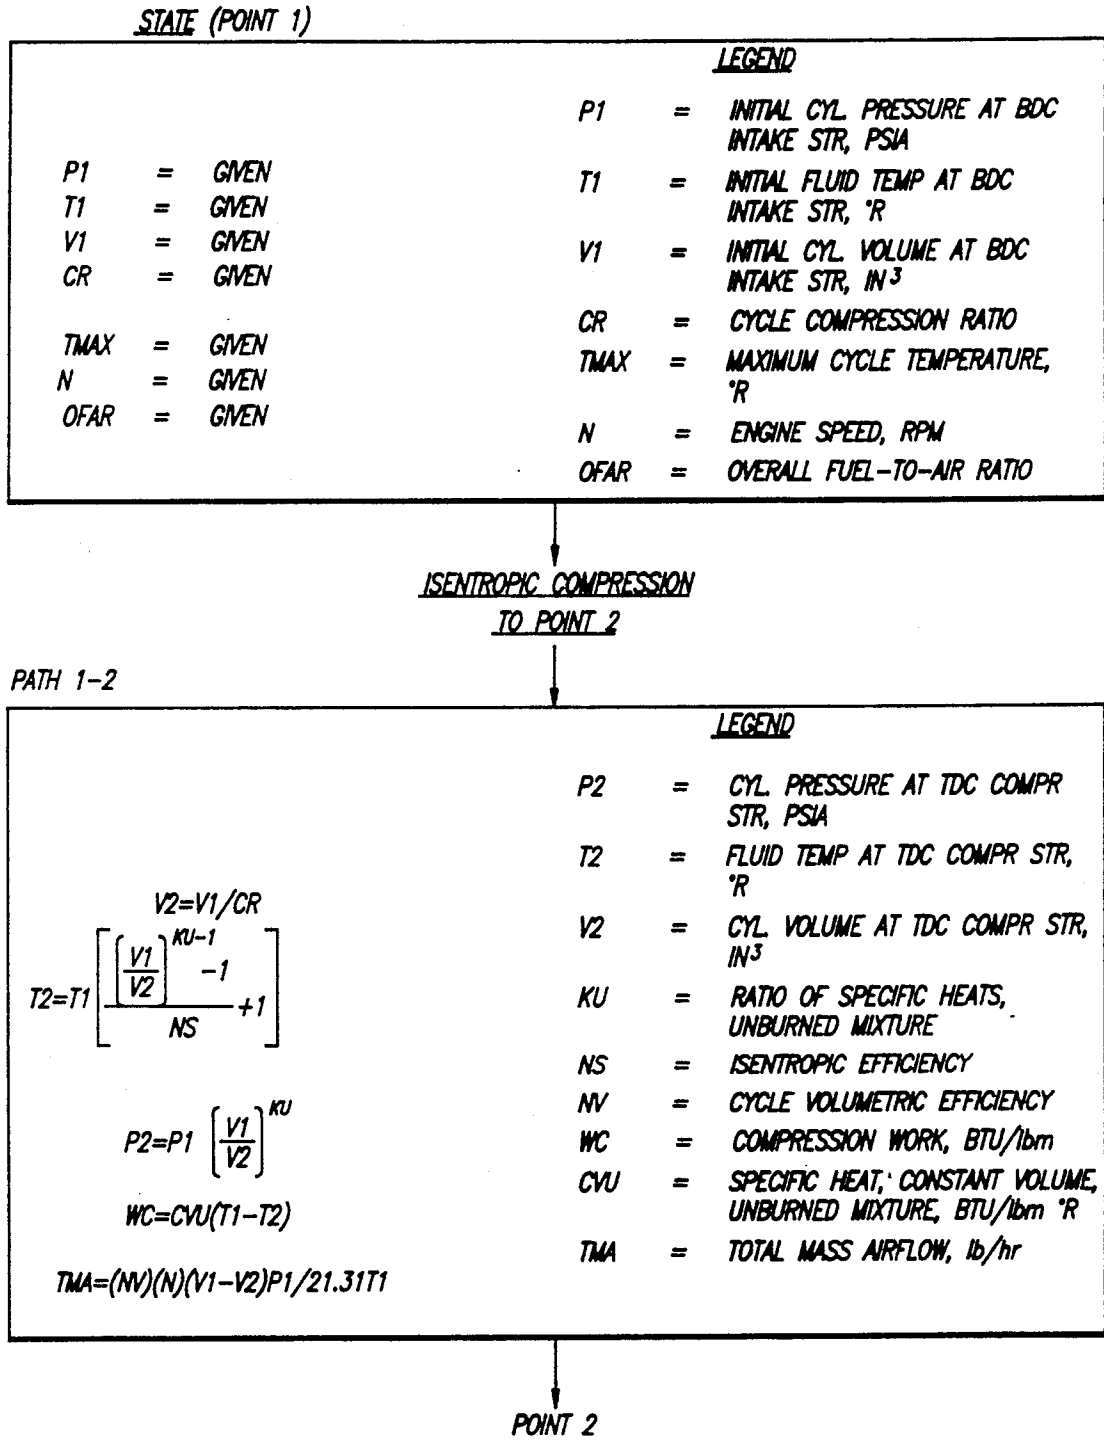 STATE (POINT 1)
P1 = GIVEN
T1 = GIVEN
V1 = GIVEN
CR = GIVEN
TMAX = GIVEN
N = GIVEN
OFAR = GIVEN
LEGEND
P1 = INITIAL CYL. PRESSURE AT BDC
INTAKE STR, PSIA
T1 = INITIAL FLUID TEMP AT BDC
INTAKE STR, °R
V1 = INITIAL CYL. VOLUME AT BDC
INTAKE STR, IN³
CR = CYCLE COMPRESSION RATIO
TMAX = MAXIMUM CYCLE TEMPERATURE,
°R
N = ENGINE SPEED, RPM
OFAR = OVERALL FUEL-TO-AIR RATIO
ISENTROPIC COMPRESSION
TO POINT 2
PATH 1-2
V2=V1/CR
T2=T1 [((V1/V2)^(KU-1) -1)/NS +1]
P2=P1 (V1/V2)^KU
WC=CVU(T1-T2)
TMA=(NV)(N)(V1-V2)P1/21.31T1
LEGEND
P2 = CYL. PRESSURE AT TDC COMPR
STR, PSIA
T2 = FLUID TEMP AT TDC COMPR STR,
°R
V2 = CYL. VOLUME AT TDC COMPR STR,
IN³
KU = RATIO OF SPECIFIC HEATS,
UNBURNED MIXTURE
NS = ISENTROPIC EFFICIENCY
NV = CYCLE VOLUMETRIC EFFICIENCY
WC = COMPRESSION WORK, BTU/lbm
CVU = SPECIFIC HEAT, CONSTANT VOLUME,
UNBURNED MIXTURE, BTU/lbm °R
TMA = TOTAL MASS AIRFLOW, lb/hr
POINT 2